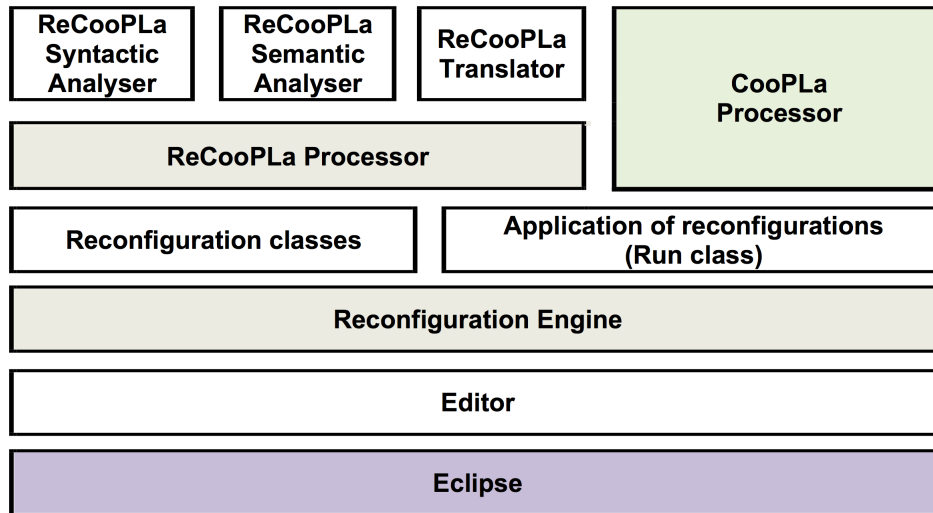 ReCooPLa
Syntactic
Analyser
ReCooPLa
Semantic
Analyser
ReCooPLa
Translator
CooPLa
Processor
ReCooPLa Processor
Reconfiguration classes
Application of reconfigurations
(Run class)
Reconfiguration Engine
Editor
Eclipse